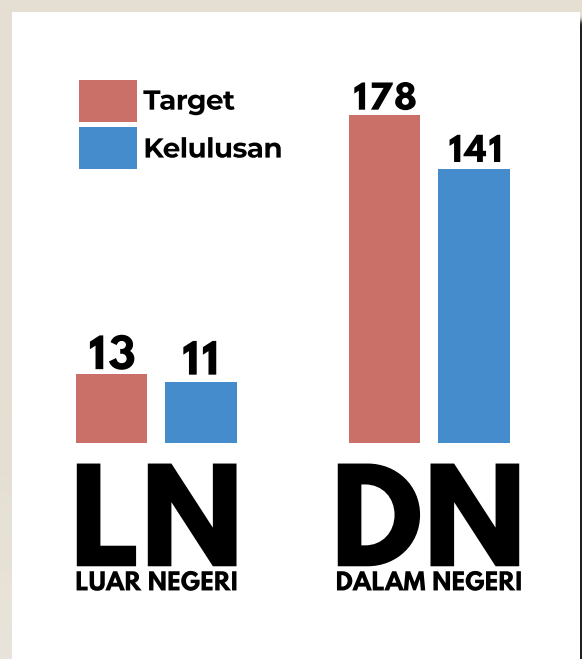 Target
Kelulusan
178
141
13
11
LN
LUAR NEGERI
DN
DALAM NEGERI